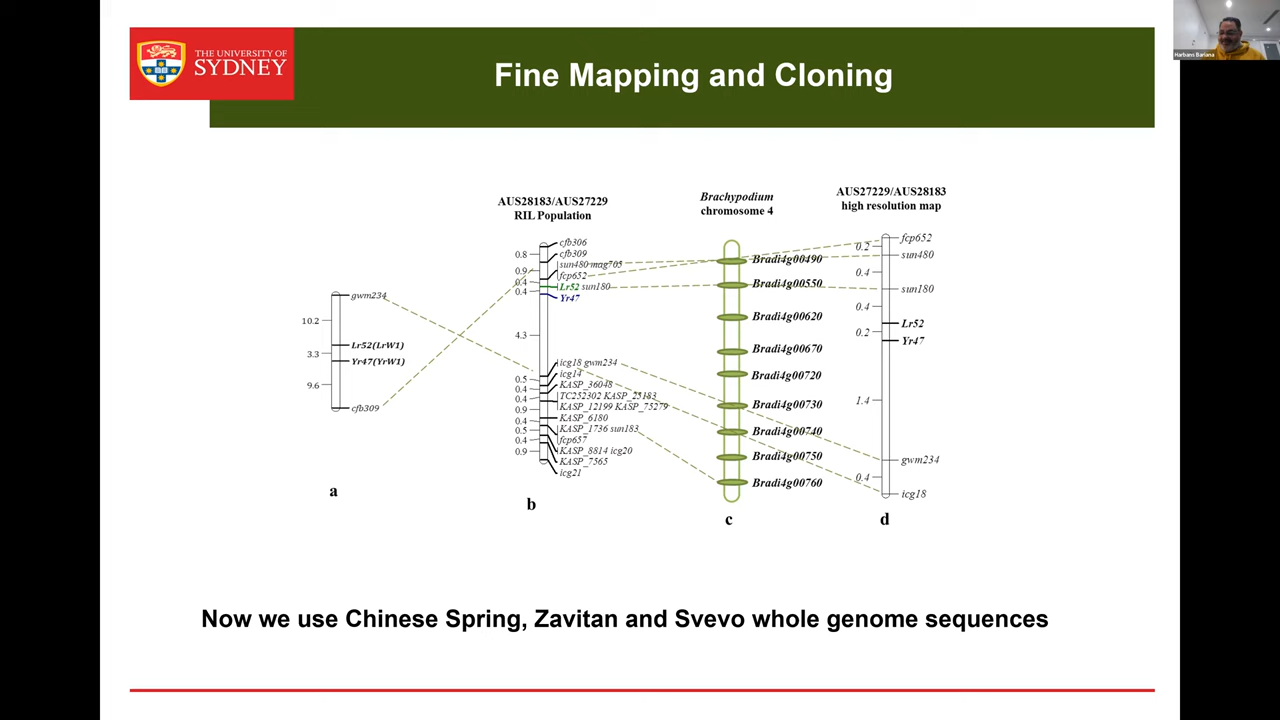 THE UNIVERSITY OF
SYDNEY
Fine Mapping and Cloning
Harbans Bariana
gwm234
10.2
Lr52(LrW1)
3.3
Yr47(YrW1)
9.6
cfb309
a
AUS28183/AUS27229
RIL Population
cfb306
0.8
cfb309
sun480 mag705
0.9
fcp652
0.4
Lr52 sun180
0.4
Yr47
4.3
icg18 gwm234
icg14
0.5
KASP_36048
0.4
TC252302 KASP_25183
0.4
KASP_12199 KASP_75279
0.9
KASP_6180
0.4
KASP_1736 sun183
0.5
fcp657
0.4
KASP_8814 icg20
0.9
KASP_7565
icg21
b
Brachypodium
chromosome 4
Bradi4g00490
Bradi4g00550
Bradi4g00620
Bradi4g00670
Bradi4g00720
Bradi4g00730
Bradi4g00740
Bradi4g00750
Bradi4g00760
c
AUS27229/AUS28183
high resolution map
fcp652
0.2
sun480
0.4
sun180
0.4
Lr52
0.2
Yr47
1.4
gwm234
0.4
icg18
d
Now we use Chinese Spring, Zavitan and Svevo whole genome sequences